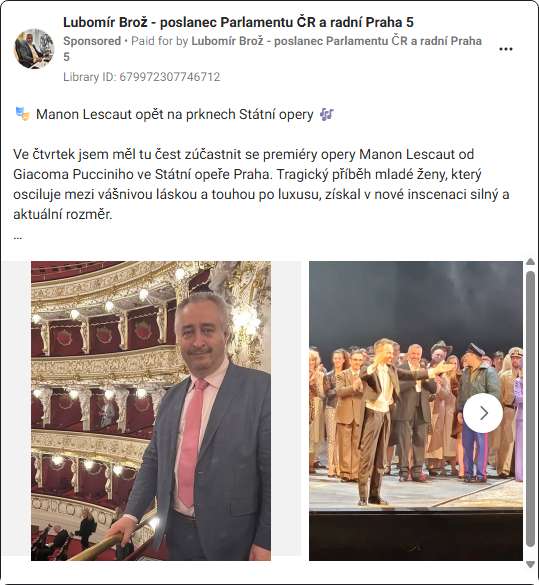 Lubomír Brož - poslanec Parlamentu ČR a radní Praha 5
Sponsored • Paid for by Lubomír Brož - poslanec Parlamentu ČR a radní Praha
5
Library ID: 679972307746712
🎭 Manon Lescaut opět na prknech Státní opery 🎶
Ve čtvrtek jsem měl tu čest zúčastnit se premiéry opery Manon Lescaut od
Giacoma Pucciniho ve Státní opeře Praha. Tragický příběh mladé ženy, který
osciluje mezi vášnivou láskou a touhou po luxusu, získal v nové inscenaci silný a
aktuální rozměr.
...